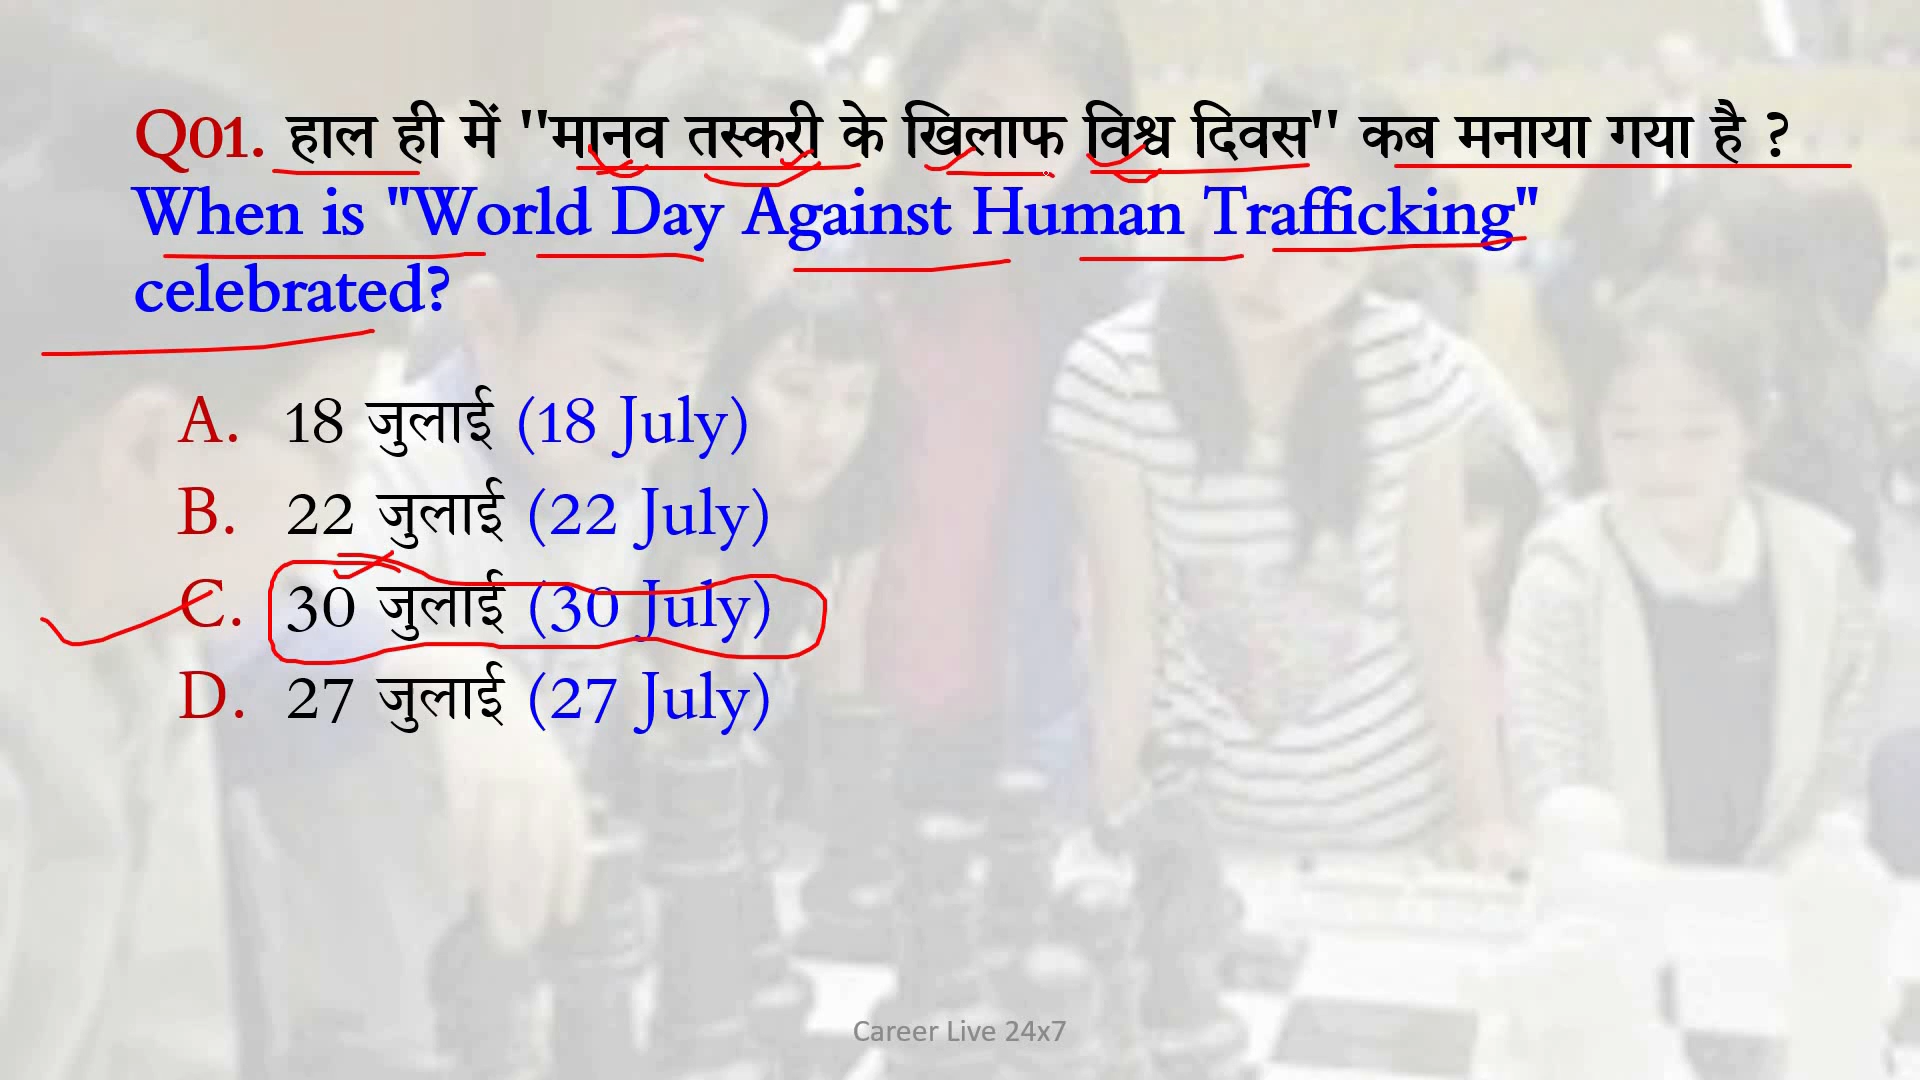 Q01. हाल ही में "मानव तस्करी के खिलाफ विश्व दिवस" कब मनाया गया है ?
When is "World Day Against Human Trafficking"
celebrated?
A. 18 जुलाई (18 July)
B. 22 जुलाई (22 July)
C. 30 जुलाई (30 July)
D. 27 जुलाई (27 July)
Career Live 24x7